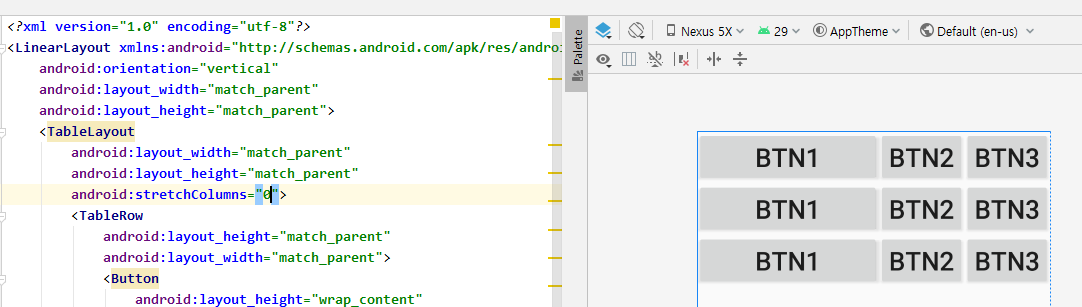 <?xml version="1.0" encoding="utf-8"?>
<LinearLayout xmlns:android="http://schemas.android.com/apk/res/androi
android:orientation="vertical"
android:layout_width="match_parent"
android:layout_height="match_parent">
<TableLayout
android:layout_width="match_parent"
android:layout_height="match_parent"
android:stretchColumns="0">
<TableRow
android:layout_height="match_parent"
android:layout_width="match_parent">
<Button
android:layout_height="wrap_content"
Palette
Nexus 5X 29 AppTheme Default (en-us)
BTN1 BTN2 BTN3
BTN1 BTN2 BTN3
BTN1 BTN2 BTN3